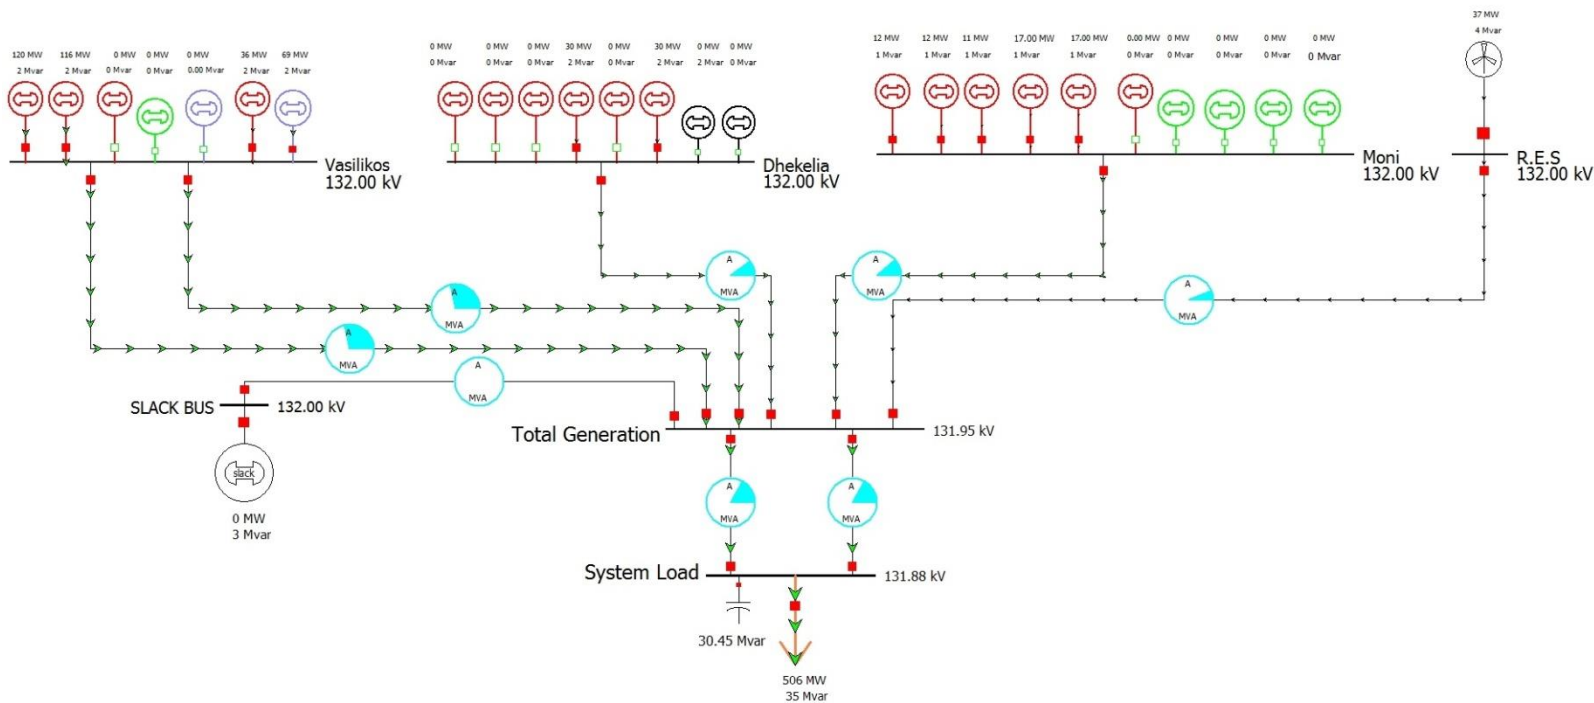 120 MW 116 MW 0 MW 0 MW 0 MW 36 MW 69 MW
2 Mvar 2 Mvar 0 Mvar 0 Mvar 0.00 Mvar 2 Mvar 2 Mvar
0 MW 0 MW 0 MW 30 MW 0 MW 30 MW 0 MW 0 MW
0 Mvar 0 Mvar 0 Mvar 2 Mvar 0 Mvar 2 Mvar 2 Mvar 0 Mvar
12 MW 12 MW 11 MW 17.00 MW 17.00 MW 0.00 MW 0 MW 0 MW 0 MW 0 MW
1 Mvar 1 Mvar 1 Mvar 1 Mvar 1 Mvar 0 Mvar 0 Mvar 0 Mvar 0 Mvar 0 Mvar
37 MW
4 Mvar
Vasilikos
132.00 kV
Dhekelia
132.00 kV
Moni
132.00 kV
R.E.S
132.00 kV
A
MVA
A
MVA
A
MVA
A
MVA
A
MVA
A
MVA
SLACK BUS
132.00 kV
slack
0 MW
3 Mvar
Total Generation
131.95 kV
A
MVA
A
MVA
System Load
131.88 kV
30.45 Mvar
506 MW
35 Mvar